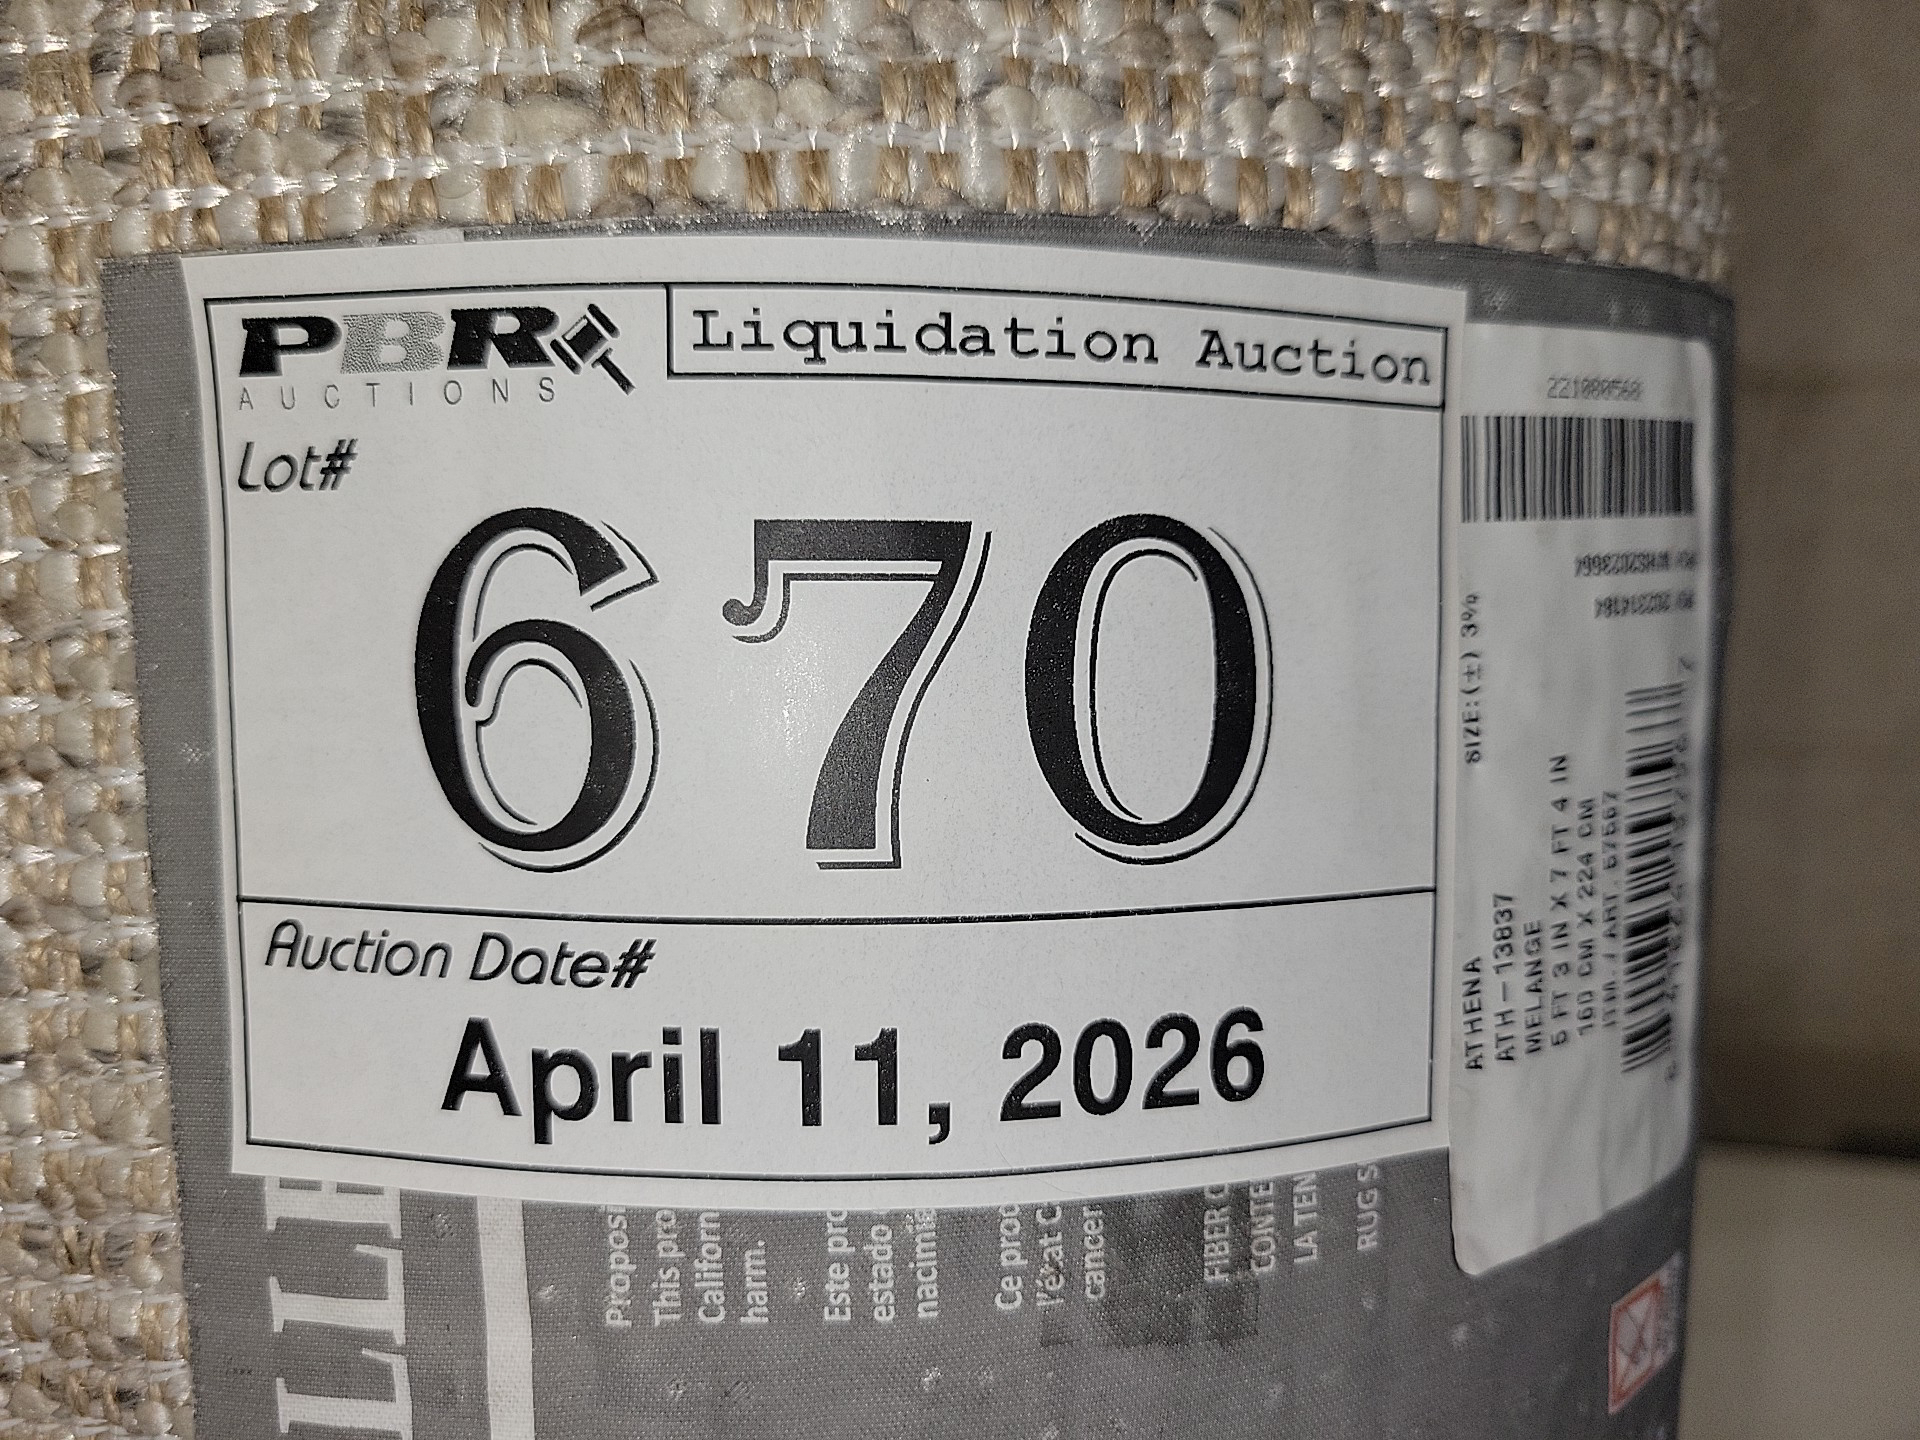 PBR
AUCTIONS
Liquidation Auction
Lot#
670
Auction Date#
April 11, 2026
SIZE:(±) 3%
ATHENA
ATH-13837
MELANGE
5 FT 3 IN X 7 FT 4 IN
160 CM X 224 CM
Proposi
This pro
Californ
harm.
Este pro
estado
nacimie
Ce prod
l'état C
cancer
FIBER C
CONTE
LA TEN
RUGS